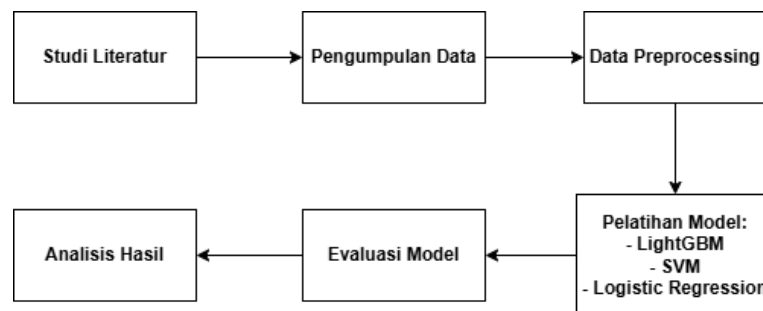 Studi Literatur
Pengumpulan Data
Data Preprocessing
Pelatihan Model:
- LightGBM
- SVM
- Logistic Regression
Evaluasi Model
Analisis Hasil